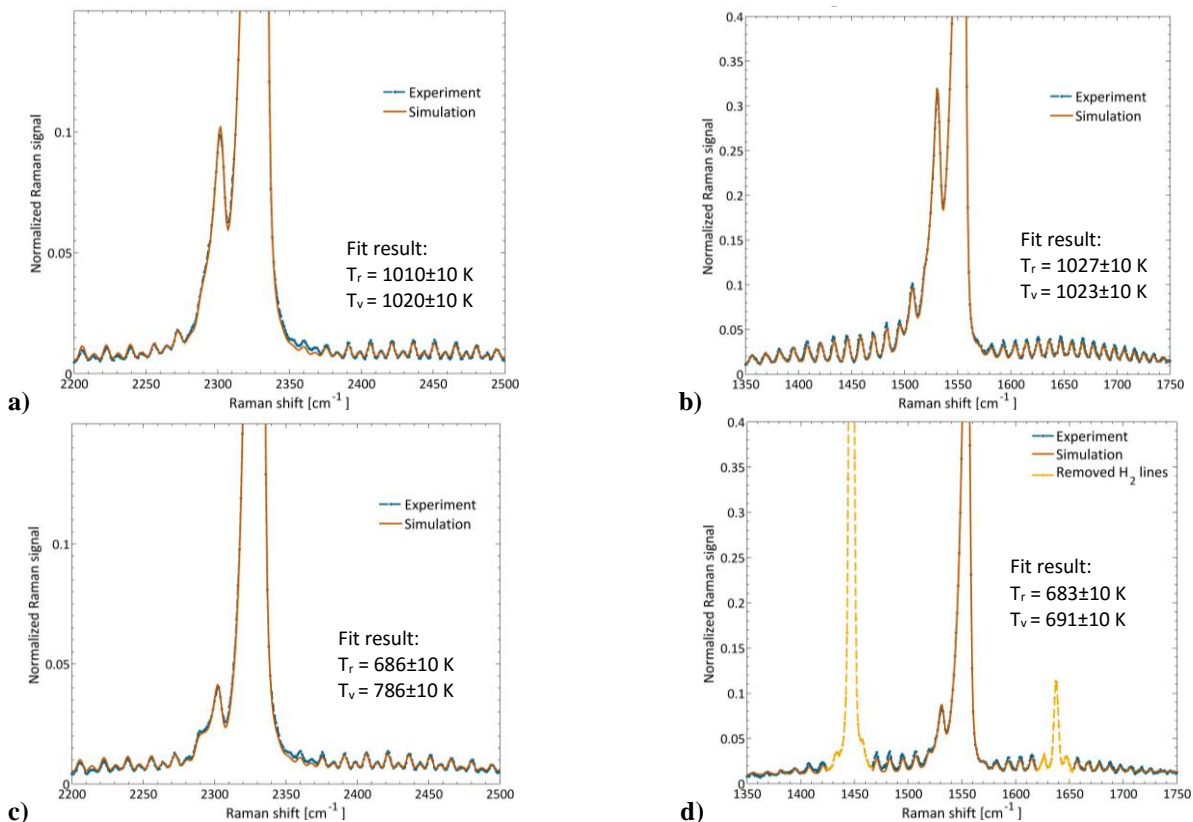 0.1
0.05
0
Normalized Raman signal
Experiment
Simulation
Fit result:
Tr = 1010±10 K
Tv = 1020±10 K
2200 2250 2300 2350 2400 2450 2500
Raman shift [cm-1 ]
a)
0.4
0.35
0.3
0.25
0.2
0.15
0.1
0.05
0
Normalized Raman signal
Experiment
Simulation
Fit result:
Tr = 1027±10 K
Tv = 1023±10 K
1350 1400 1450 1500 1550 1600 1650 1700 1750
Raman shift [cm-1 ]
b)
0.1
0.05
0
Normalized Raman signal
Experiment
Simulation
Fit result:
Tr = 686±10 K
Tv = 786±10 K
2200 2250 2300 2350 2400 2450 2500
Raman shift [cm-1 ]
c)
0.4
0.35
0.3
0.25
0.2
0.15
0.1
0.05
0
Normalized Raman signal
Experiment
Simulation
Removed H2 lines
Fit result:
Tr = 683±10 K
Tv = 691±10 K
1350 1400 1450 1500 1550 1600 1650 1700 1750
Raman shift [cm-1 ]
d)